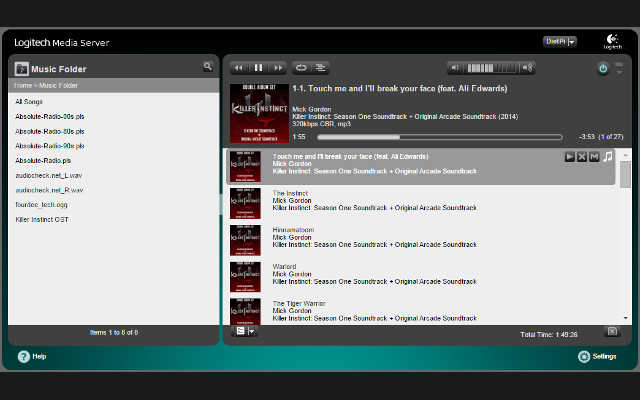 Logitech Media Server
DietPi
Logitech
Music Folder
Home » Music Folder
All Songs
Absolute-Radio-00s.pls
Absolute-Radio-80s.pls
Absolute-Radio-90s.pls
Absolute-Radio.pls
audiocheck.net_L.wav
audiocheck.net_R.wav
fourdee_tech.ogg
Killer Instinct OST
Items 1 to 8 of 8
DOUBLE ALBUM SET
KILLER INSTINCT
1-1. Touch me and I'll break your face (feat. Ali Edwards)
Mick Gordon
Killer Instinct: Season One Soundtrack + Original Arcade Soundtrack (2014)
320kbps CBR, mp3
1:55
-3:53 (1 of 27)
Touch me and I'll break your face (feat. Ali Edwards)
Mick Gordon
Killer Instinct: Season One Soundtrack + Original Arcade Soundtrack
The Instinct
Mick Gordon
Killer Instinct: Season One Soundtrack + Original Arcade Soundtrack
Hinnamatoom
Mick Gordon
Killer Instinct: Season One Soundtrack + Original Arcade Soundtrack
Warlord
Mick Gordon
Killer Instinct: Season One Soundtrack + Original Arcade Soundtrack
The Tiger Warrior
Mick Gordon
Killer Instinct: Season One Soundtrack + Original Arcade Soundtrack
Total Time: 1:49:26
Help
Settings